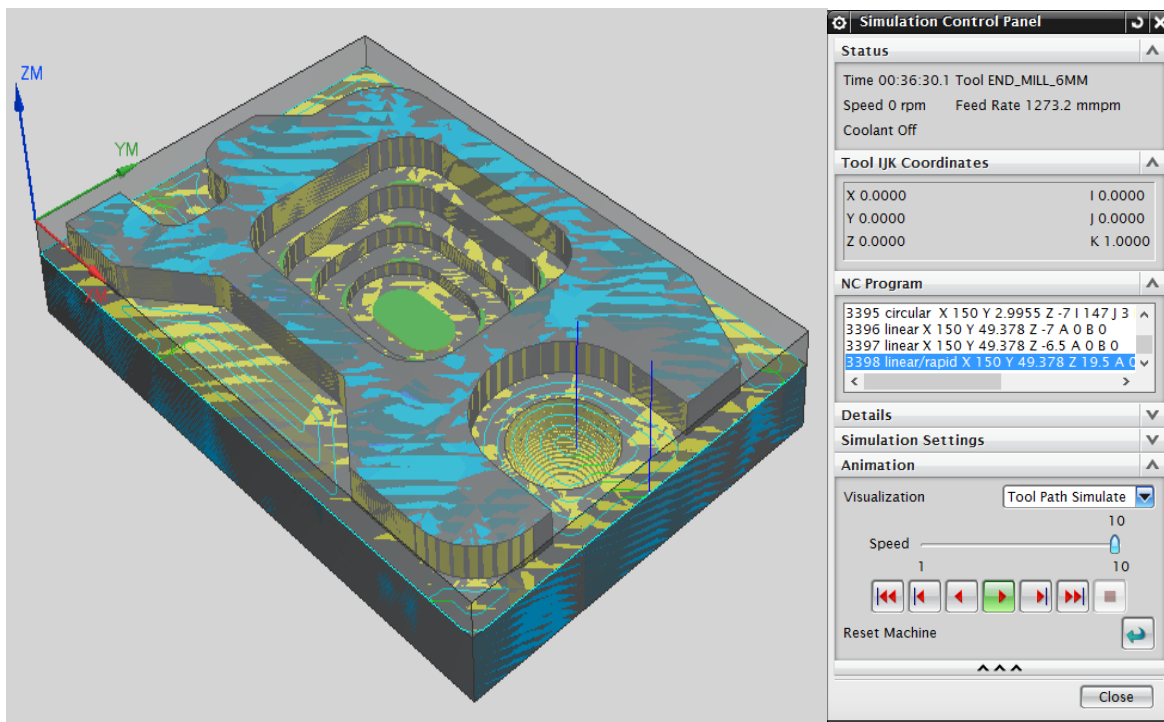 ZM
YM
XM
Simulation Control Panel
Status
Time 00:36:30.1 Tool END_MILL_6MM
Speed 0 rpm Feed Rate 1273.2 mmpm
Coolant Off
Tool IJK Coordinates
X 0.0000 I 0.0000
Y 0.0000 J 0.0000
Z 0.0000 K 1.0000
NC Program
3395 circular X 150 Y 2.9955 Z -7 I 147 J 3
3396 linear X 150 Y 49.378 Z -7 A 0 B 0
3397 linear X 150 Y 49.378 Z -6.5 A 0 B 0
3398 linear/rapid X 150 Y 49.378 Z 19.5 A 0
Details
Simulation Settings
Animation
Visualization Tool Path Simulate
10
Speed
1 10
Reset Machine
Close